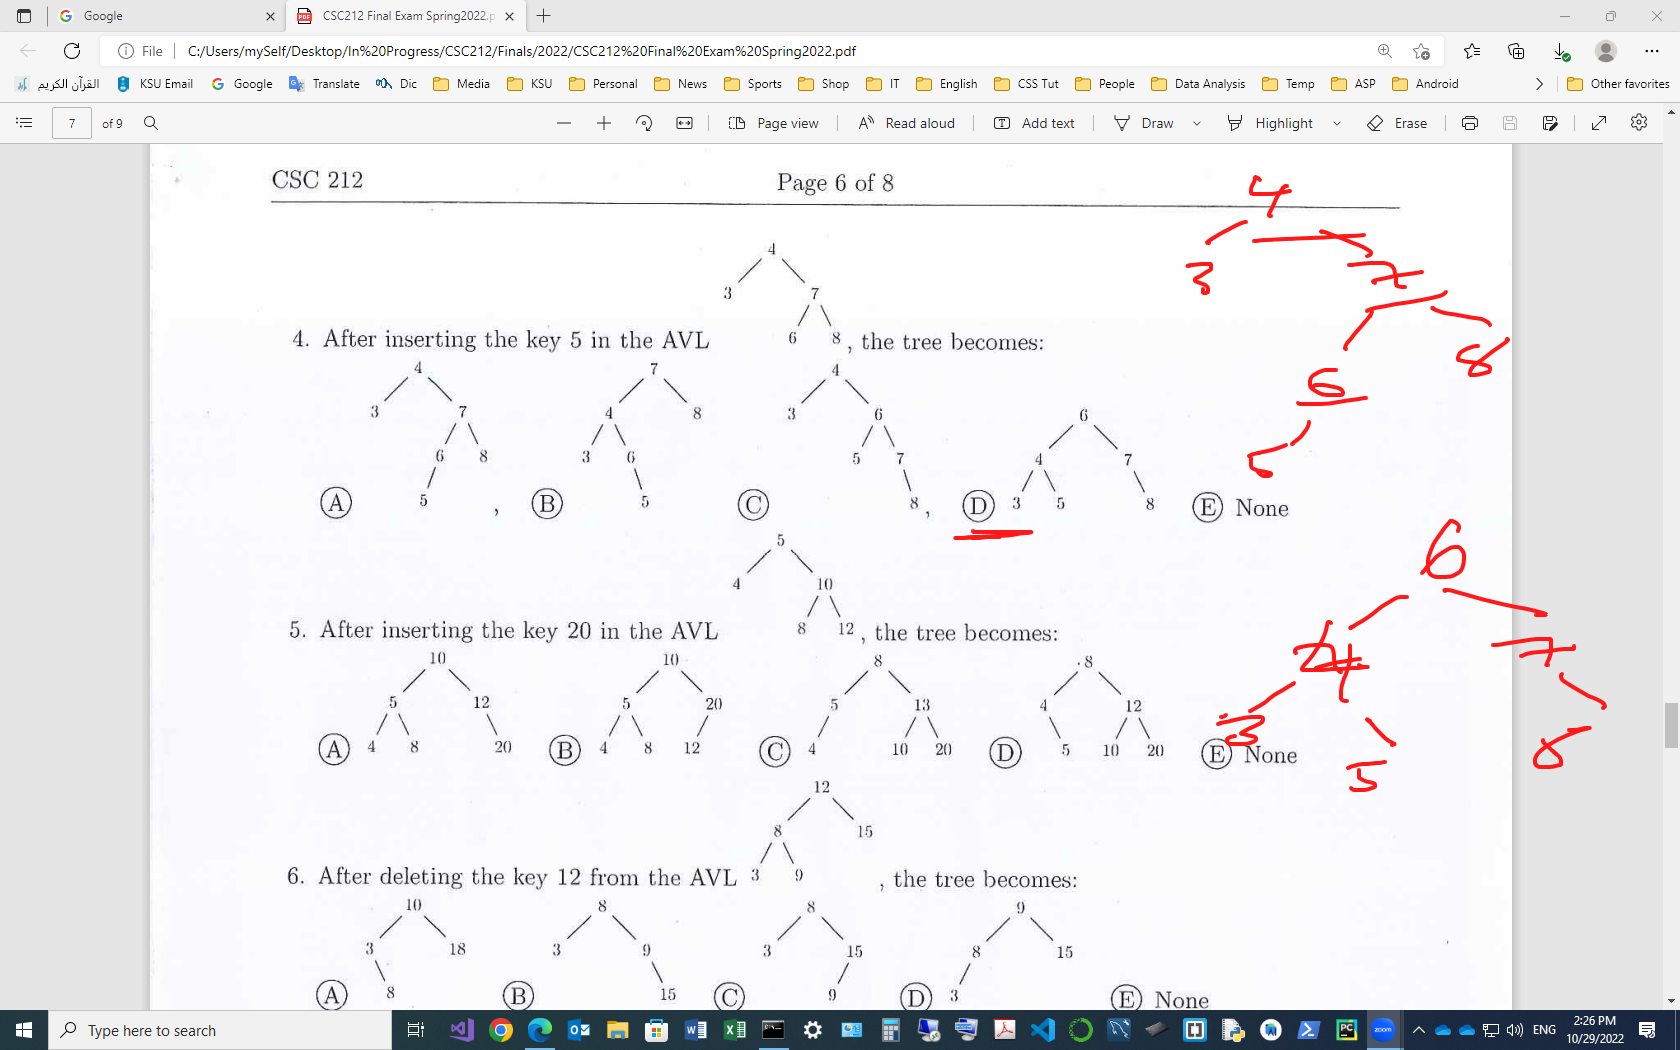 Google
CSC212 Final Exam Spring2022.p
File
C:/Users/mySelf/Desktop/In%20Progress/CSC212/Finals/2022/CSC212%20Final%20Exam%20Spring2022.pdf
القرآن الكريم KSU Email Google Translate Dic Media KSU Personal News Sports Shop IT English CSS Tut People Data Analysis Temp ASP Android Other favorites
7 of 9 Page view Read aloud Add text Draw Highlight Erase
CSC 212 Page 6 of 8
4
3 7
6 8
4. After inserting the key 5 in the AVL , the tree becomes:
4 7 4 6
3 7 4 8 3 6 4 7
6 8 3 6 5 7 3 5 8
5 , 5 8 ,
A B C D E None
5
4 10
8 12
5. After inserting the key 20 in the AVL , the tree becomes:
10 10 8 8
5 12 5 20 5 13 4 12
4 8 20 4 8 12 4 10 20 5 10 20
A B C D E None
12
8 15
3 9
6. After deleting the key 12 from the AVL , the tree becomes:
10 8 8 9
3 18 3 9 3 15 8 15
8 15 9 3
A B C D E None
4
3 7
6 8
5
6
4 7
3 5 8
Type here to search
ENG
2:26 PM
10/29/2022
zoom